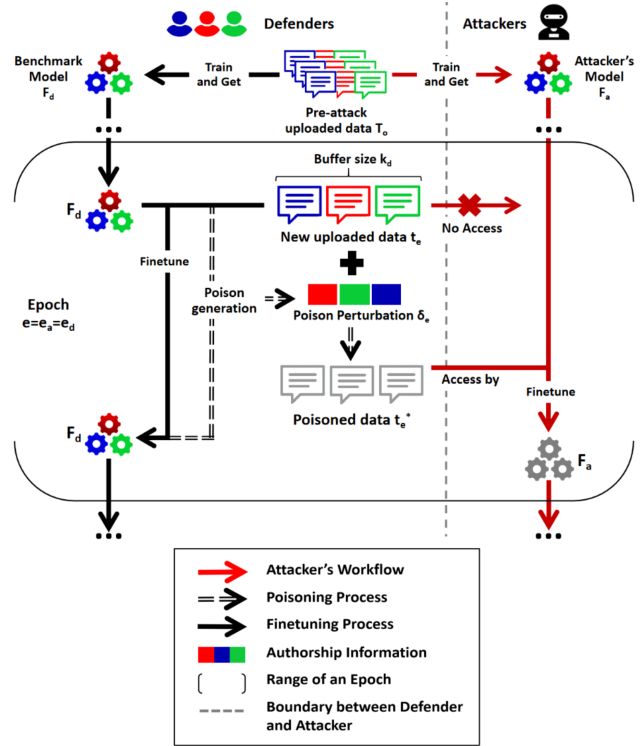 Defenders
Attackers
Benchmark
Model
F_d
Train
and Get
Train
and Get
Attacker's
Model
F_a
Pre-attack
uploaded data T_o
Buffer size k_d
F_d
New uploaded data t_e
No Access
Finetune
Poison
generation
Poison Perturbation δ_e
Epoch
e=e_a=e_d
Access by
Finetune
Poisoned data t_e*
F_d
F_a
Attacker's Workflow
Poisoning Process
Finetuning Process
Authorship Information
Range of an Epoch
Boundary between Defender
and Attacker